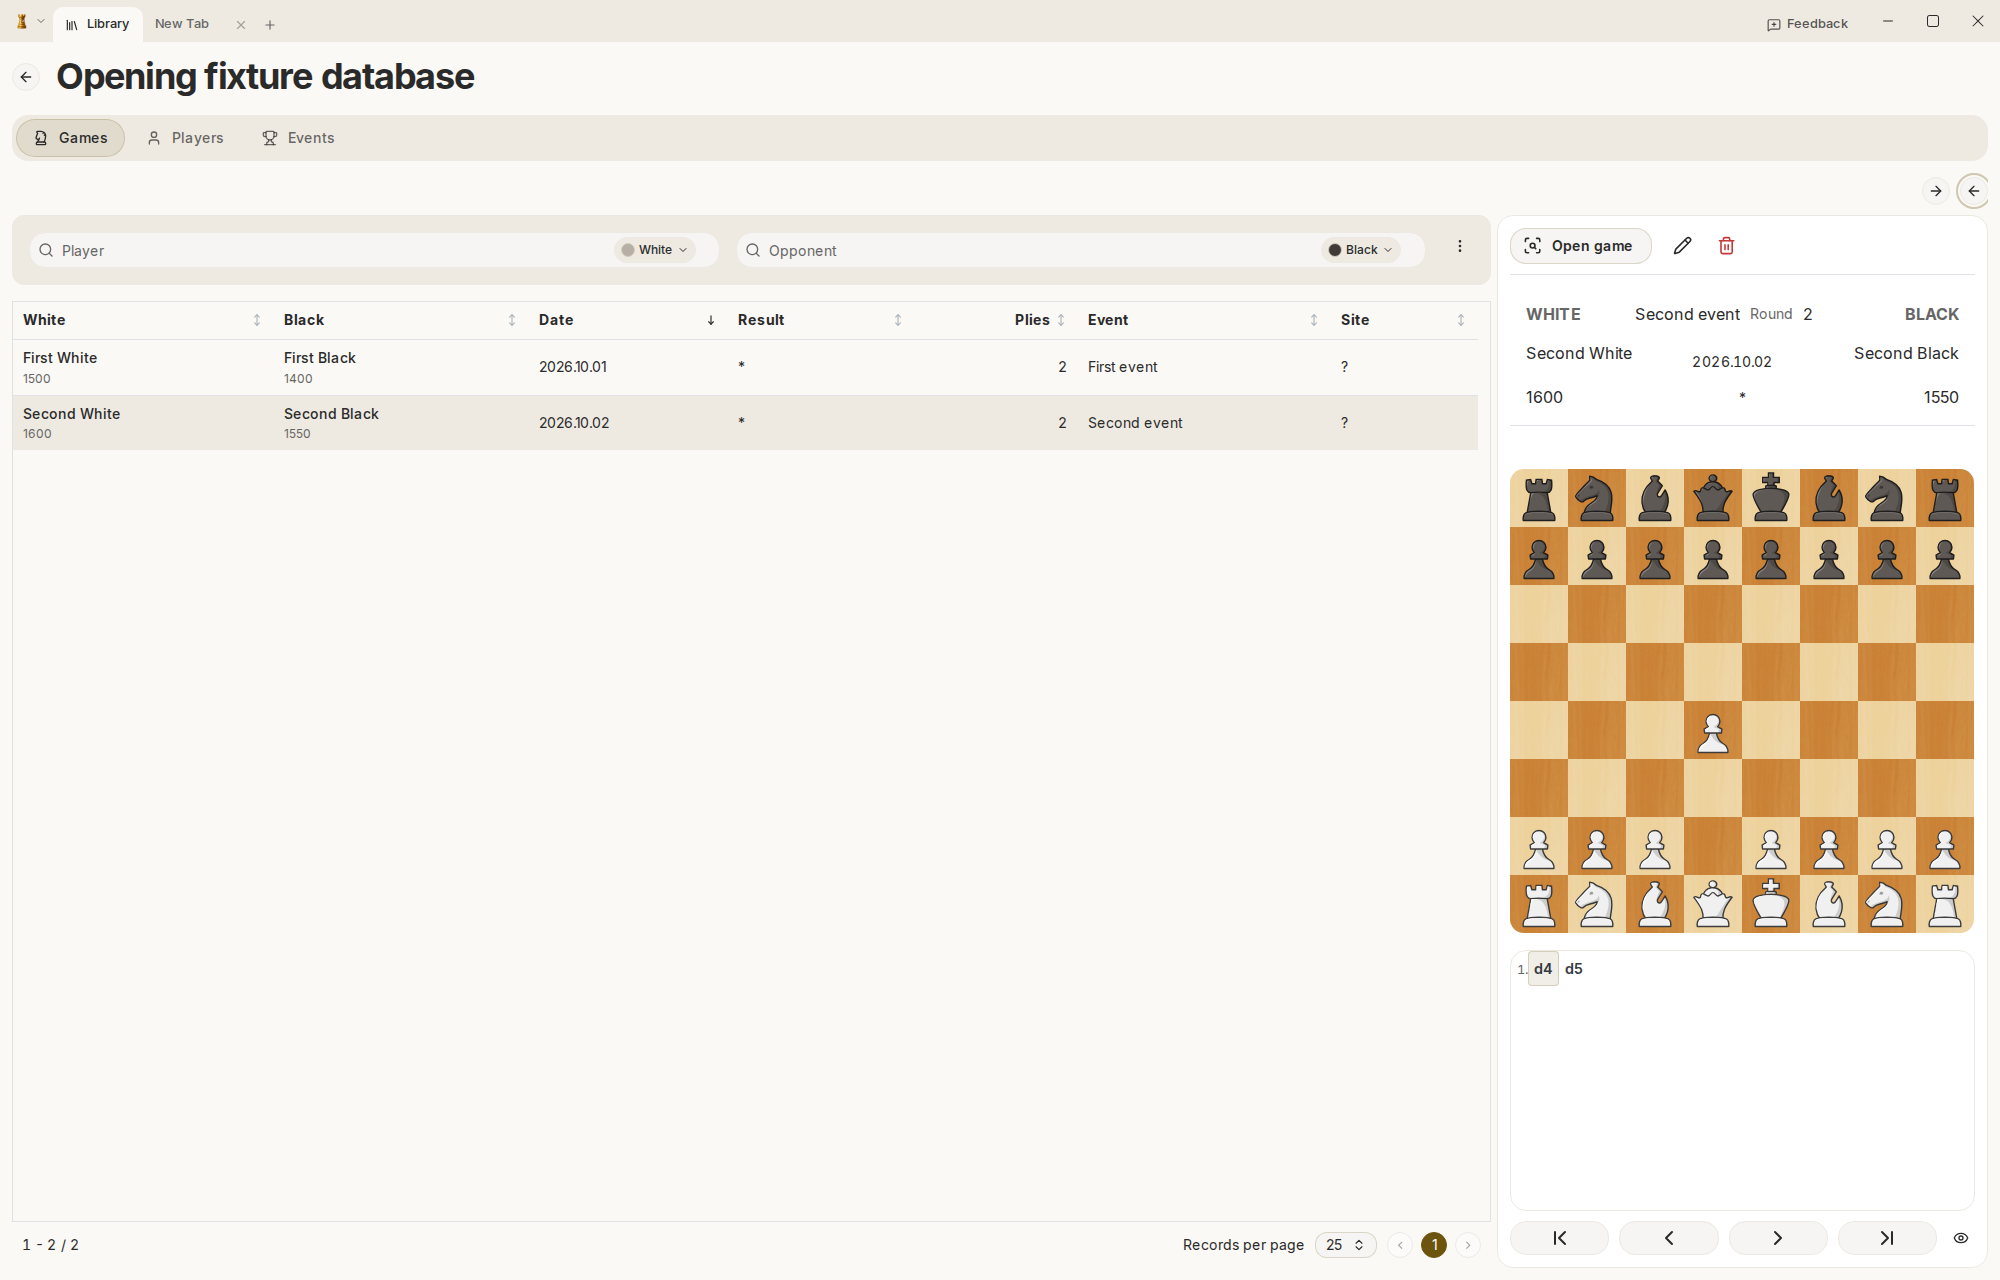 Library
New Tab
Feedback
Opening fixture database
Games
Players
Events
Player
White
Opponent
Black
White Black Date Result Plies Event Site
First White First Black 2026.10.01 * 2 First event ?
1500 1400
Second White Second Black 2026.10.02 * 2 Second event ?
1600 1550
1 - 2 / 2
Records per page 25 1
Open game
WHITE Second event Round 2 BLACK
Second White 2026.10.02 Second Black
1600 * 1550
1. d4 d5